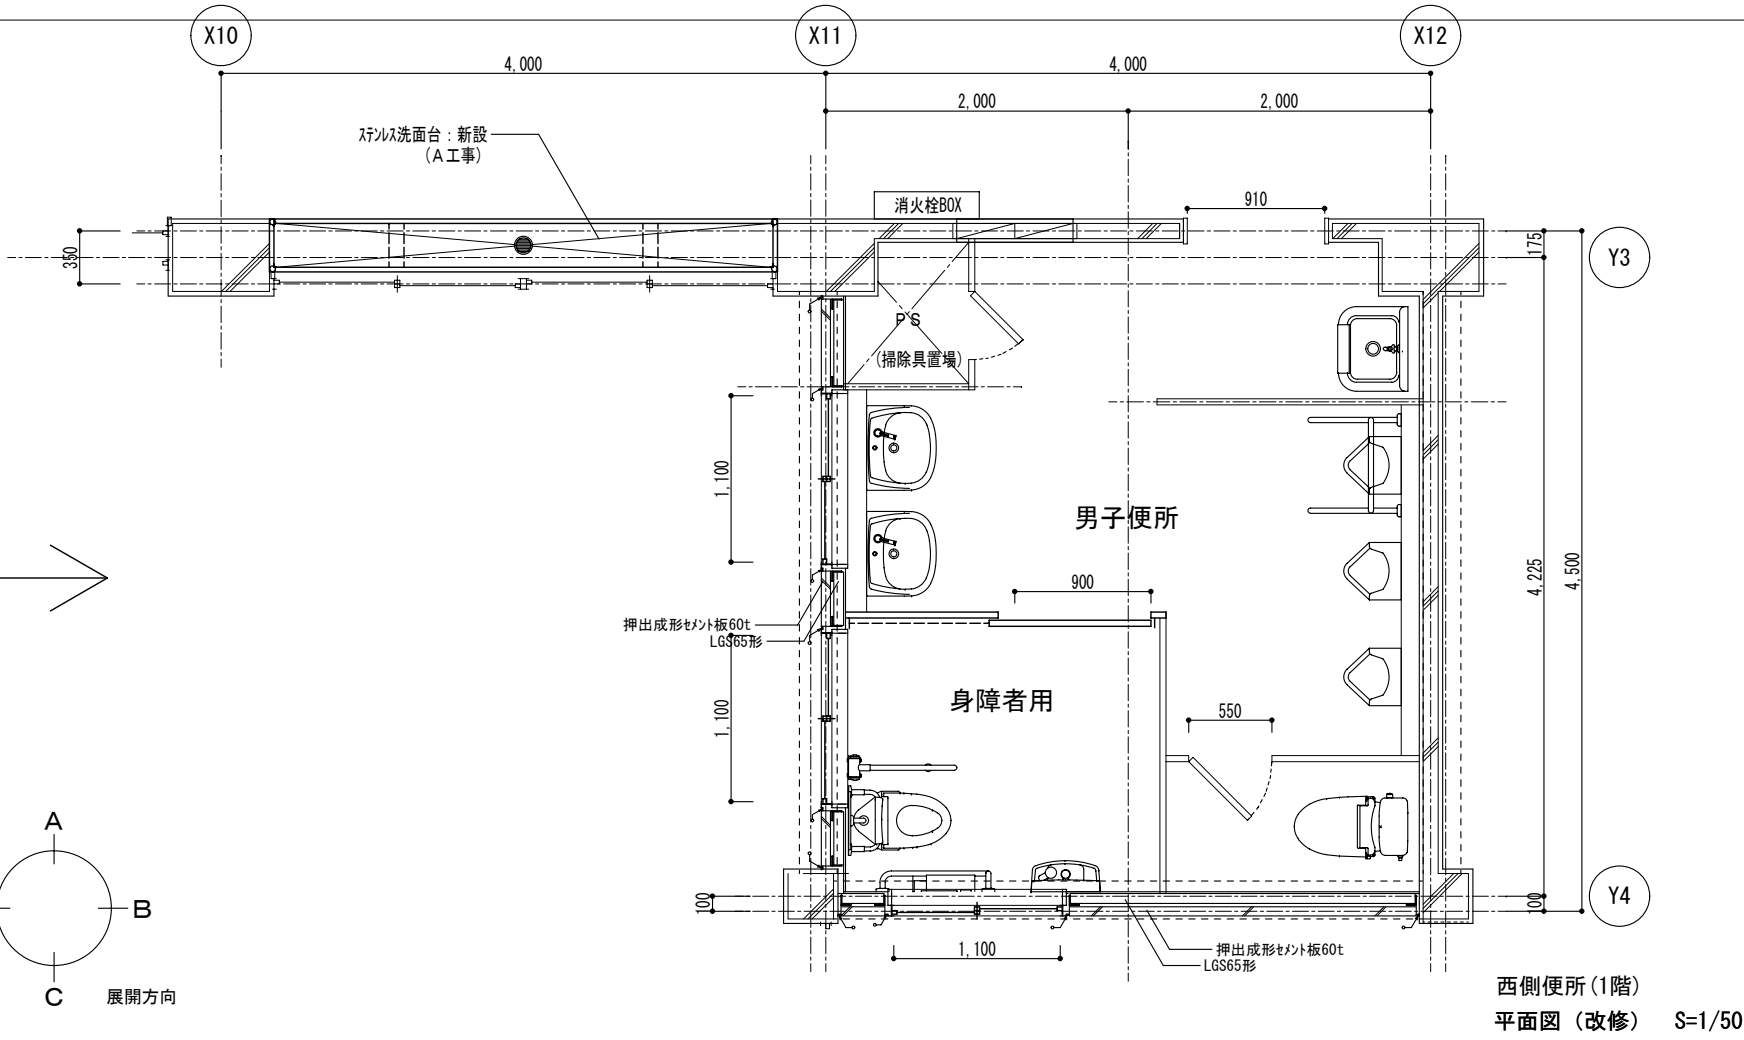 X10
X11
X12
4,000
4,000
2,000
2,000
ｽﾃﾝﾚｽ洗面台：新設
（A工事）
消火栓BOX
910
350
175
Y3
PS
(掃除具置場)
1,100
男子便所
4,225
4,500
900
押出成形ｾﾒﾝﾄ板60t
LGS65形
身障者用
1,100
550
A
B
C
展開方向
100
100
Y4
1,100
押出成形ｾﾒﾝﾄ板60t
LGS65形
西側便所(1階)
平面図（改修） S=1/50